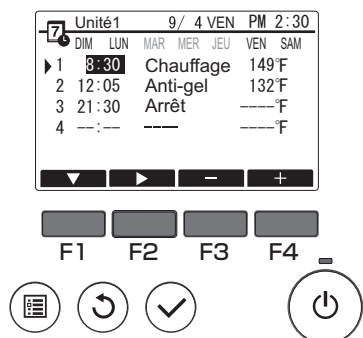 7 Unité1 9/ 4 VEN PM 2:30
DIM LUN MAR MER JEU VEN SAM
1 8:30 Chauffage 149°F
2 12:05 Anti-gel 132°F
3 21:30 Arrêt ----°F
4 --:-- ---- ----°F
− +
F1 F2 F3 F4